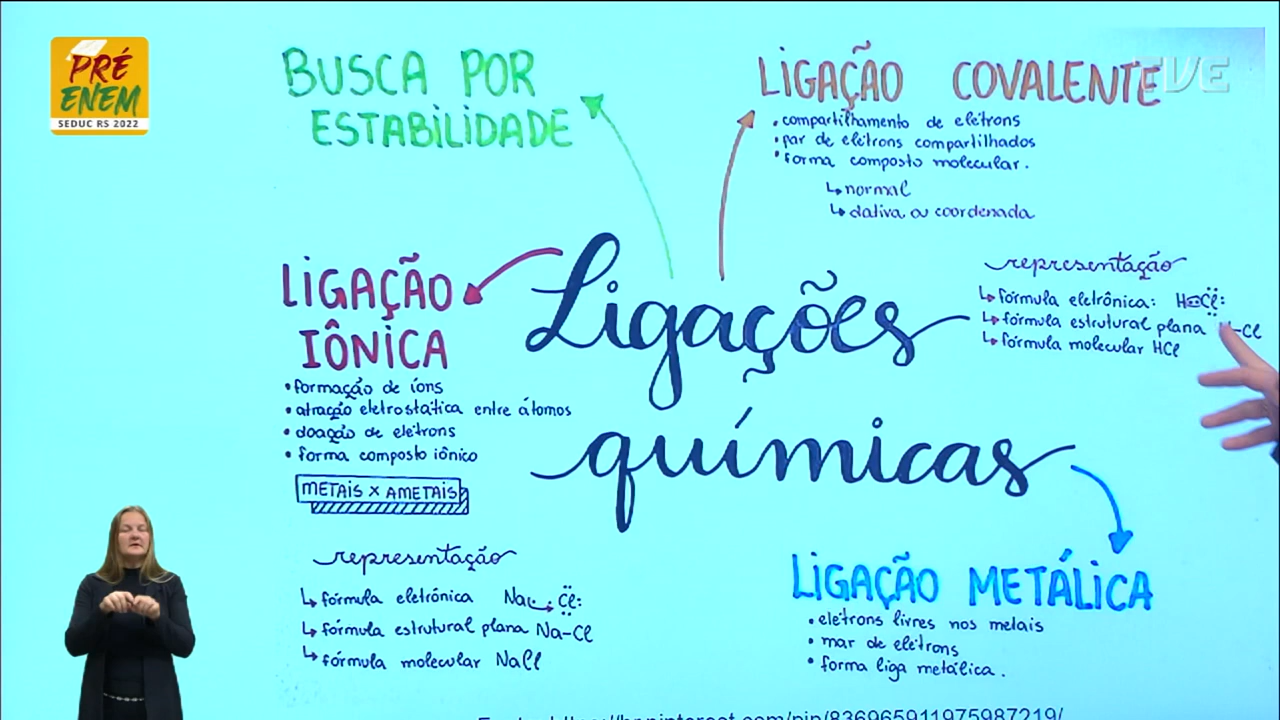 PRÉ
ENEM
SEDUC RS 2022
BUSCA POR
ESTABILIDADE
LIGAÇÃO COVALENTE
TVE
• compartilhamento de elétrons
• par de elétrons compartilhados
• forma composto molecular.
↳ normal
↳ dativa ou coordenada
LIGAÇÃO
IÔNICA
• formação de íons
• atração eletrostática entre átomos
• doação de elétrons
• forma composto iônico
METAIS X AMETAIS
representação
↳ fórmula eletrônica Na Cl:
↳ fórmula estrutural plana Na-Cl
↳ fórmula molecular NaCl
Ligações
químicas
representação
↳ fórmula eletrônica: H Cl:
↳ fórmula estrutural plana H-Cl
↳ fórmula molecular HCl
LIGAÇÃO METÁLICA
• elétrons livres nos metais
• mar de elétrons
• forma liga metálica.